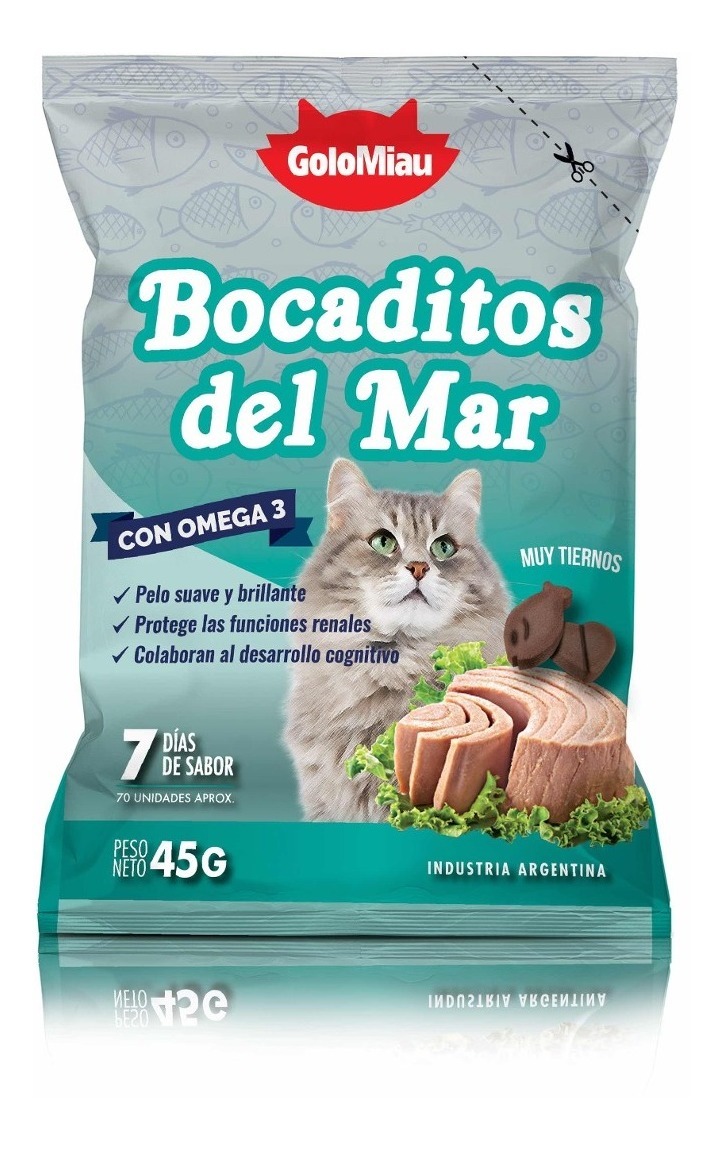 GoloMiau
Bocaditos
del Mar
CON OMEGA 3
MUY TIERNOS
✓ Pelo suave y brillante
✓ Protege las funciones renales
✓ Colaboran al desarrollo cognitivo
7 DÍAS
DE SABOR
70 UNIDADES APROX.
PESO
NETO 45G
INDUSTRIA ARGENTINA